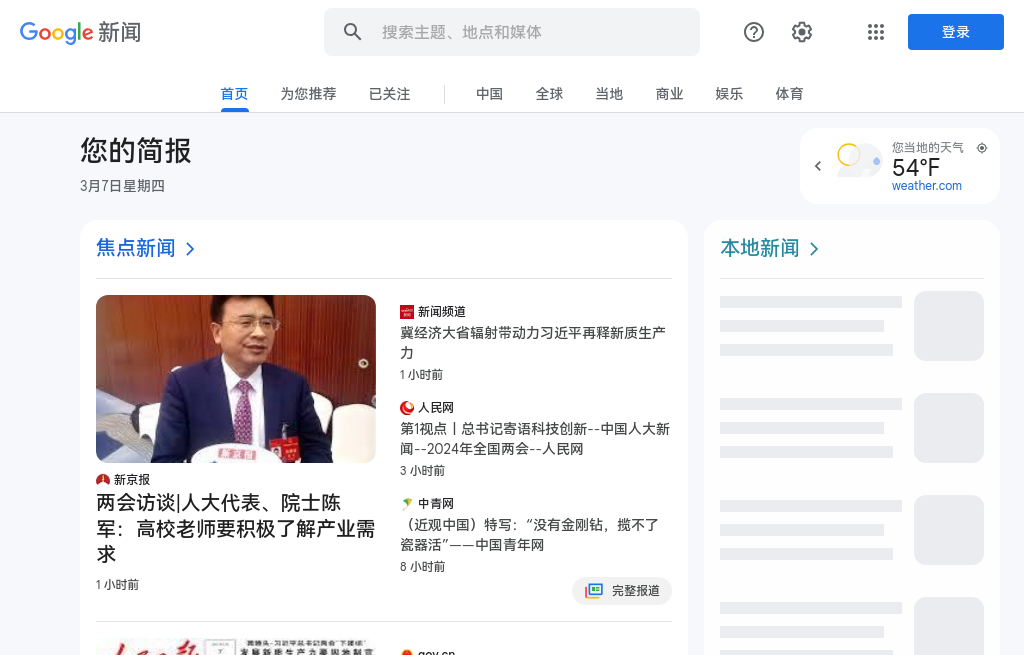 Google 新闻
搜索主题、地点和媒体
登录
首页
为您推荐
已关注
中国
全球
当地
商业
娱乐
体育
您的简报
3月7日星期四
您当地的天气
54°F
weather.com
焦点新闻
新京报
新京报
两会访谈|人大代表、院士陈
军：高校老师要积极了解产业需
求
1 小时前
新闻频道
冀经济大省辐射带动力习近平再释新质生产
力
1 小时前
人民网
第1视点丨总书记寄语科技创新--中国人大新
闻--2024年全国两会--人民网
3 小时前
中青网
（近观中国）特写：“没有金刚钻，揽不了
瓷器活”——中国青年网
8 小时前
完整报道
gov.cn
本地新闻